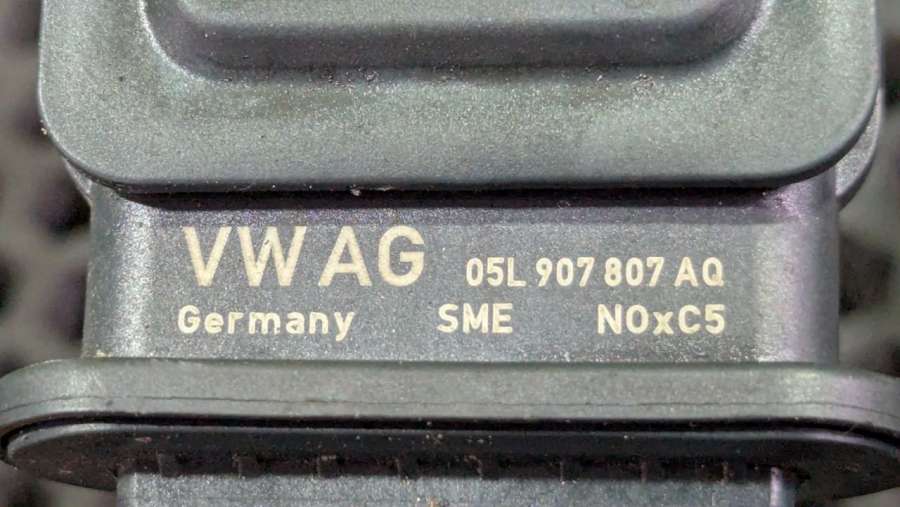 VW AG 05L 907 807 AQ
Germany SME NOxC5